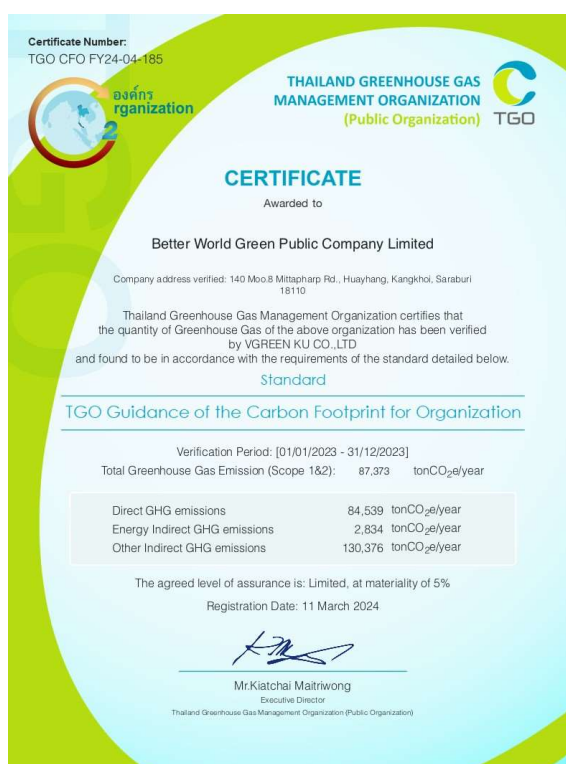 Certificate Number:
TGO CFO FY24-04-185
องค์กร
rganization
2
THAILAND GREENHOUSE GAS
MANAGEMENT ORGANIZATION
(Public Organization)
TGO
TGO
CERTIFICATE
Awarded to
Better World Green Public Company Limited
Company address verified: 140 Moo.8 Mittapharp Rd., Huayhang, Kangkhoi, Saraburi
18110
Thailand Greenhouse Gas Management Organization certifies that
the quantity of Greenhouse Gas of the above organization has been verified
by VGREEN KU CO.,LTD
and found to be in accordance with the requirements of the standard detailed below.
Standard
TGO Guidance of the Carbon Footprint for Organization
Verification Period: [01/01/2023 - 31/12/2023]
Total Greenhouse Gas Emission (Scope 1&2): 87,373 tonCO2e/year
Direct GHG emissions 84,539 tonCO2e/year
Energy Indirect GHG emissions 2,834 tonCO2e/year
Other Indirect GHG emissions 130,376 tonCO2e/year
The agreed level of assurance is: Limited, at materiality of 5%
Registration Date: 11 March 2024
Mr.Kiatchai Maitriwong
Executive Director
Thailand Greenhouse Gas Management Organization (Public Organization)